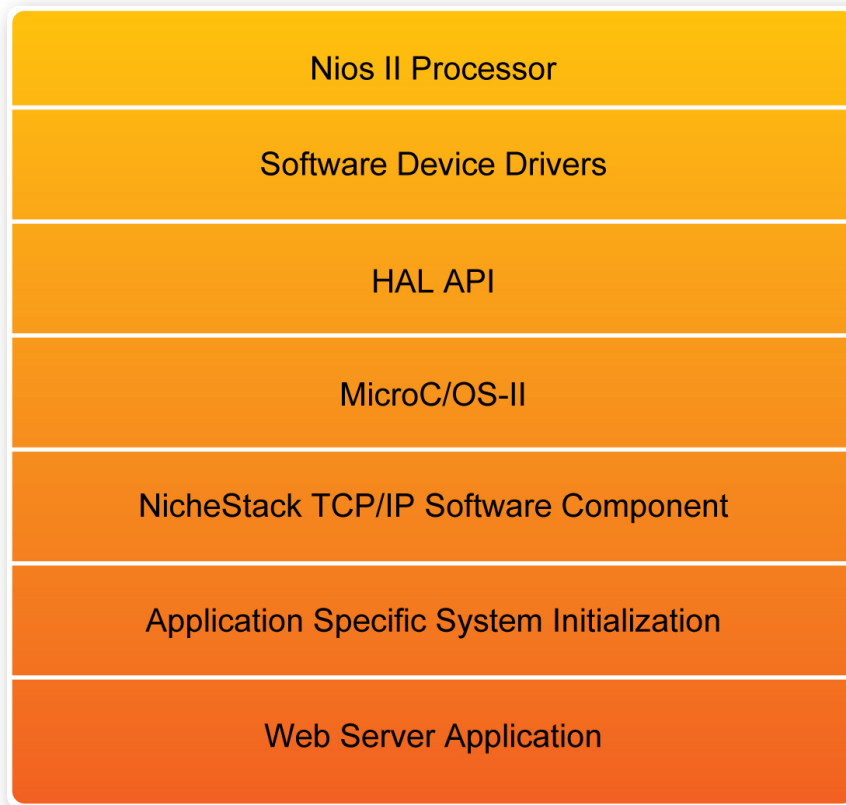 Nios II Processor
Software Device Drivers
HAL API
MicroC/OS-II
NicheStack TCP/IP Software Component
Application Specific System Initialization
Web Server Application